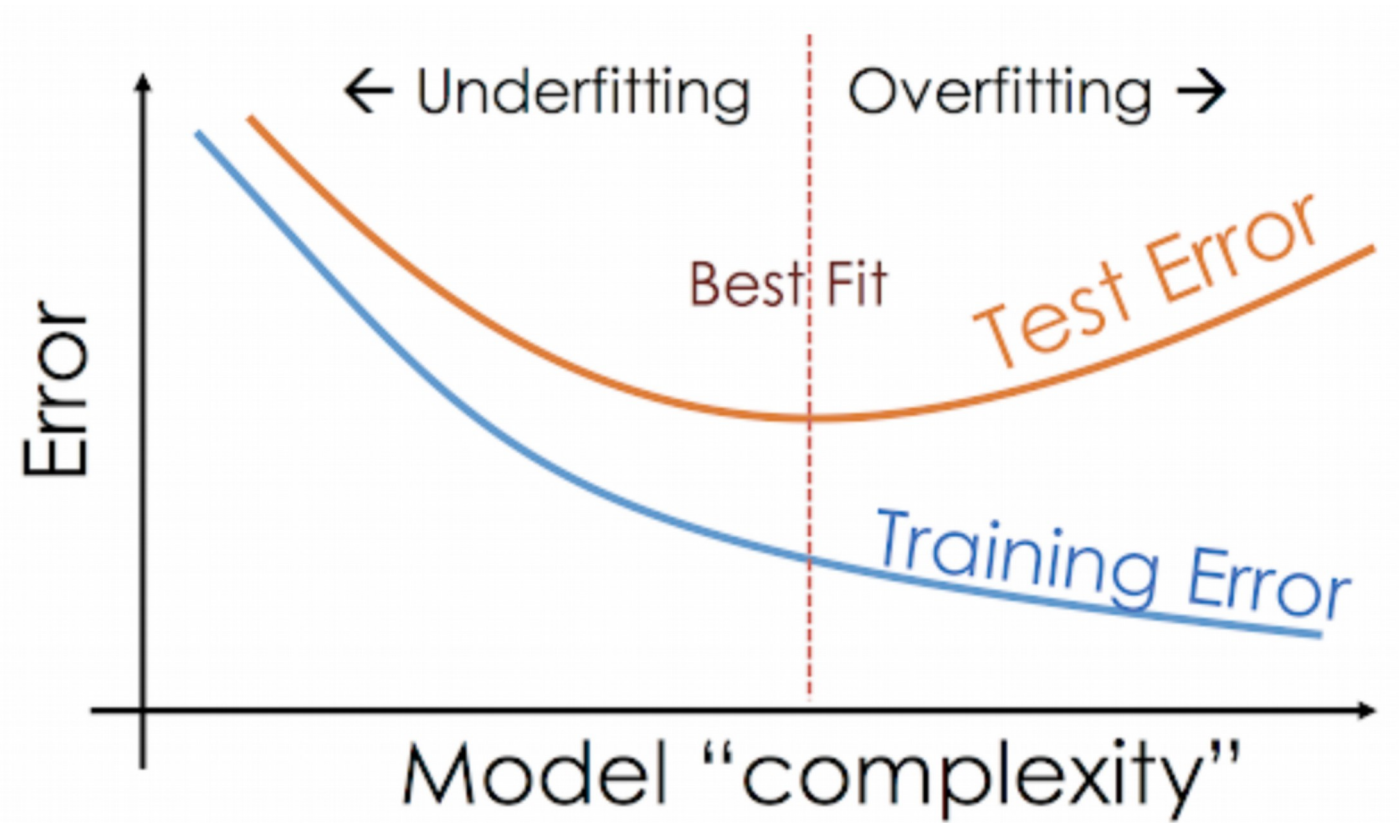 ← Underfitting
Overfitting →
Best Fit
Test Error
Error
Training Error
Model “complexity”